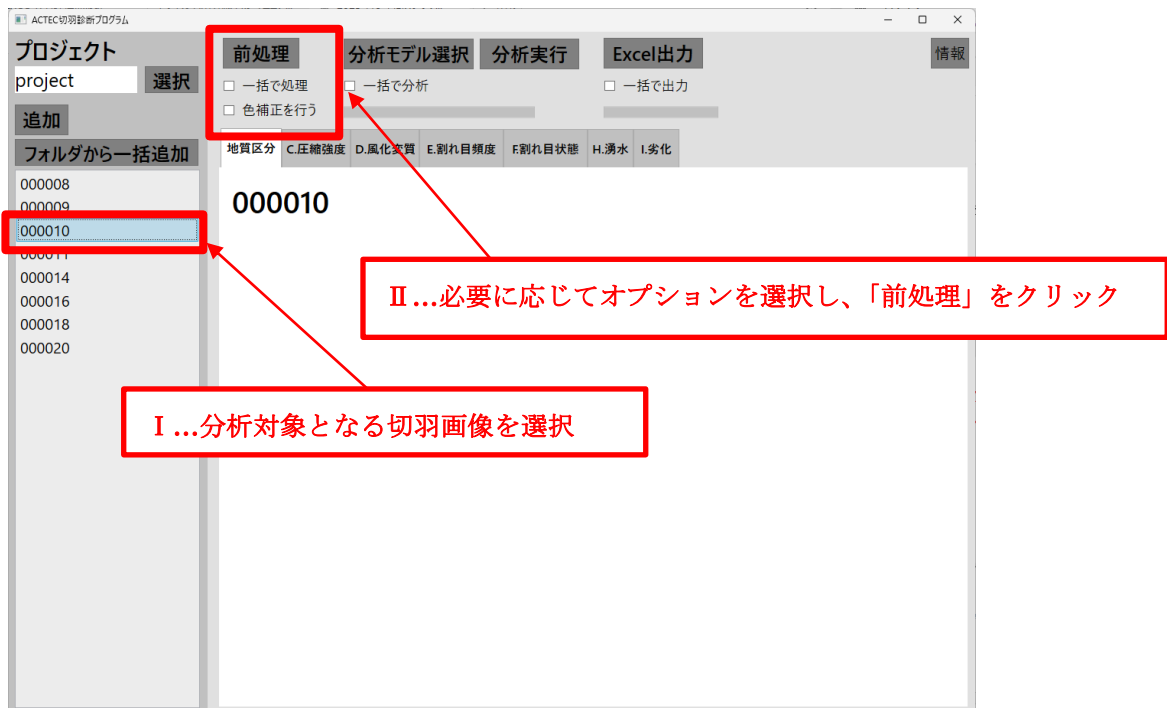 ACTEC切羽診断プログラム
プロジェクト
project
選択
追加
フォルダから一括追加
000008
000009
000010
000011
000014
000016
000018
000020
前処理
一括で処理
色補正を行う
分析モデル選択
分析実行
一括で分析
Excel出力
一括で出力
情報
地質区分 C.圧縮強度 D.風化変質 E.割れ目頻度 F.割れ目状態 H.湧水 I.劣化
000010
Ⅱ…必要に応じてオプションを選択し、「前処理」をクリック
Ⅰ…分析対象となる切羽画像を選択